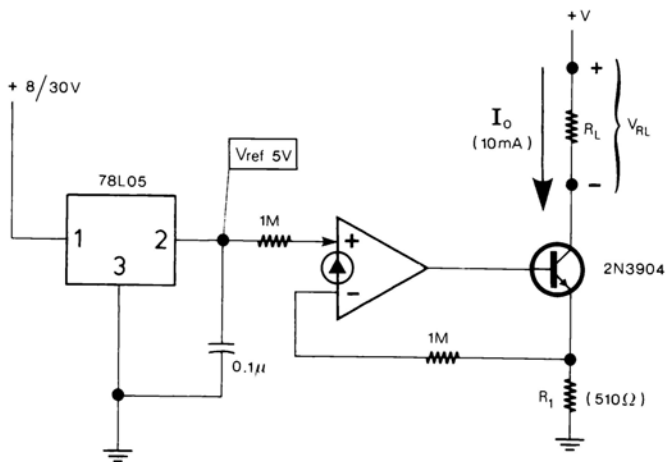 +V
+ 8/30V
I₀
(10mA)
+
R_L
V_RL
−
Vref 5V
78L05
1
2
3
1M
+
−
2N3904
1M
0.1μ
R₁
(510Ω)